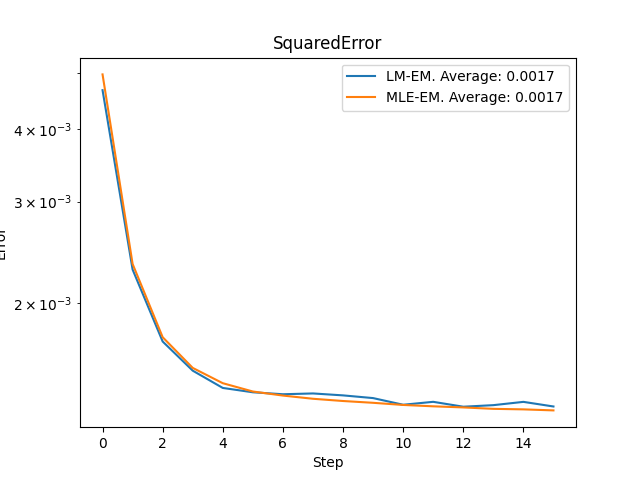 SquaredError
LM-EM. Average: 0.0017
MLE-EM. Average: 0.0017
4 × 10⁻³
3 × 10⁻³
2 × 10⁻³
Error
0 2 4 6 8 10 12 14
Step